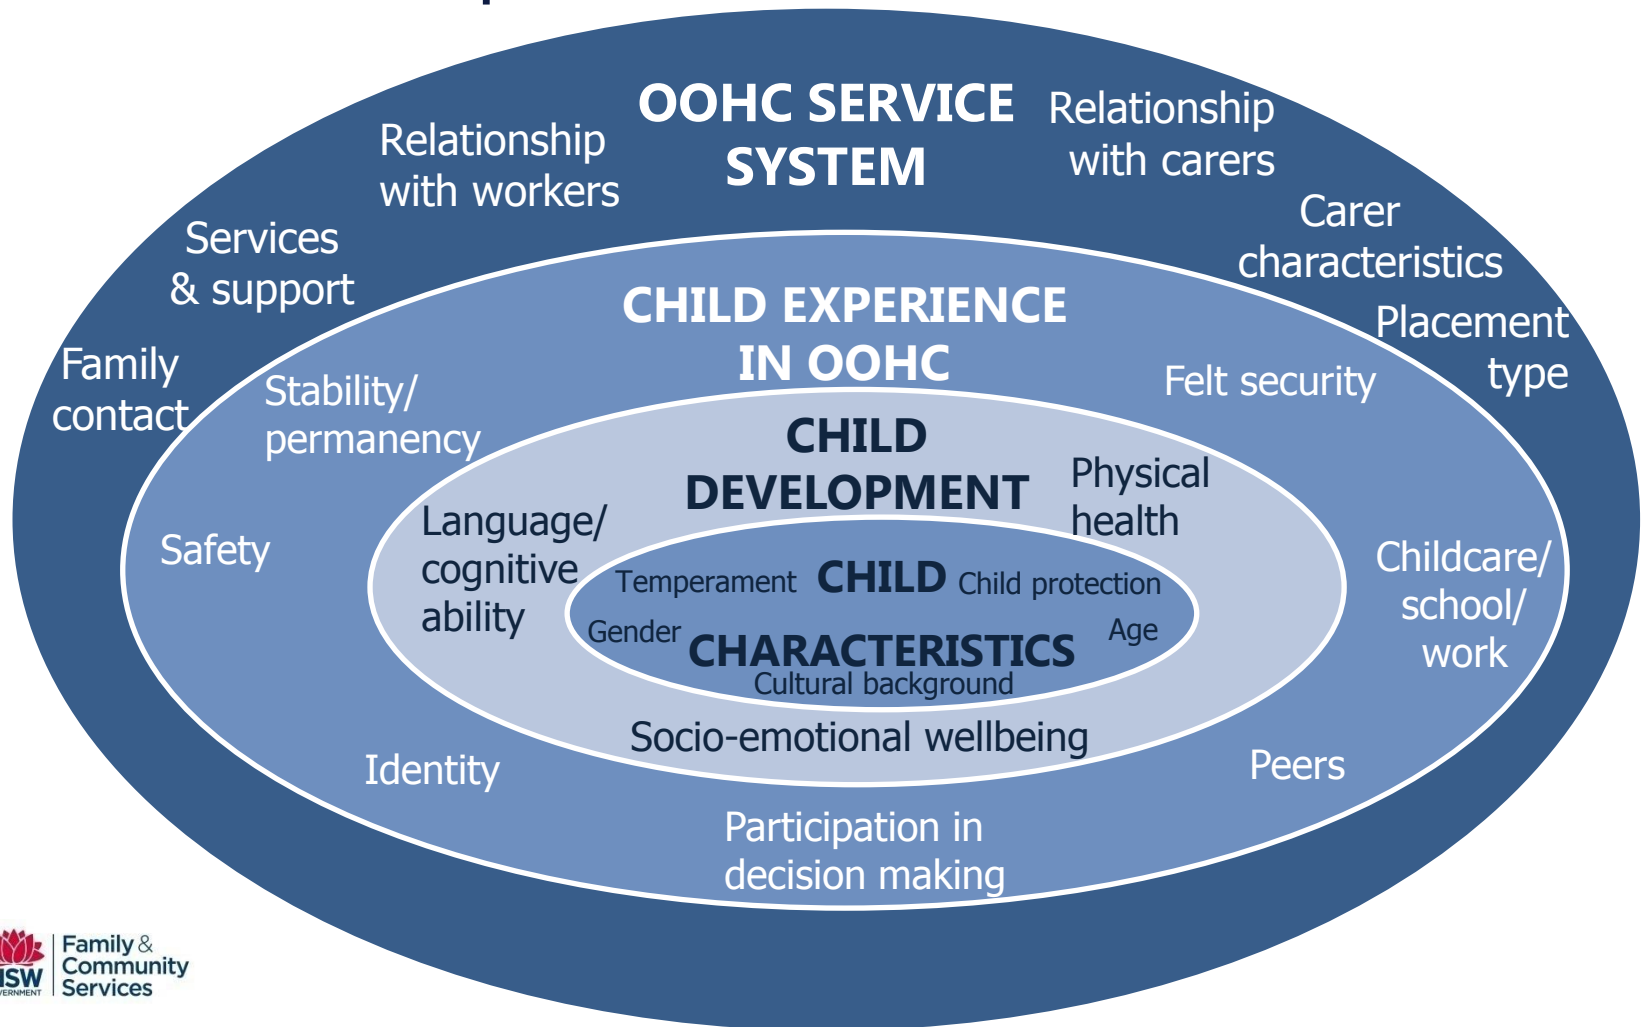 OOHC SERVICE
SYSTEM
Relationship
with workers
Relationship
with carers
Carer
characteristics
Services
& support
Placement
type
Family
contact
CHILD EXPERIENCE
IN OOHC
Stability/
permanency
Felt security
Safety
Childcare/
school/
work
Identity
Peers
Participation in
decision making
CHILD
DEVELOPMENT
Physical
health
Language/
cognitive
ability
Socio-emotional wellbeing
Temperament CHILD Child protection
Gender CHARACTERISTICS Age
Cultural background
Family &
Community
Services